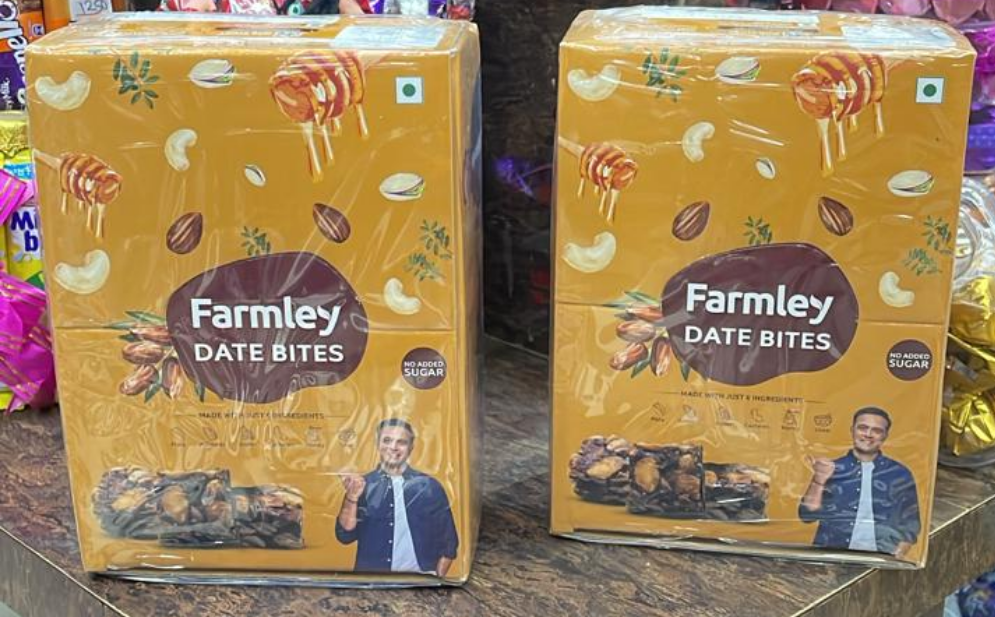 Farmley
DATE BITES
NO ADDED
SUGAR
MADE WITH JUST 6 INGREDIENTS
Farmley
DATE BITES
NO ADDED
SUGAR
MADE WITH JUST 6 INGREDIENTS